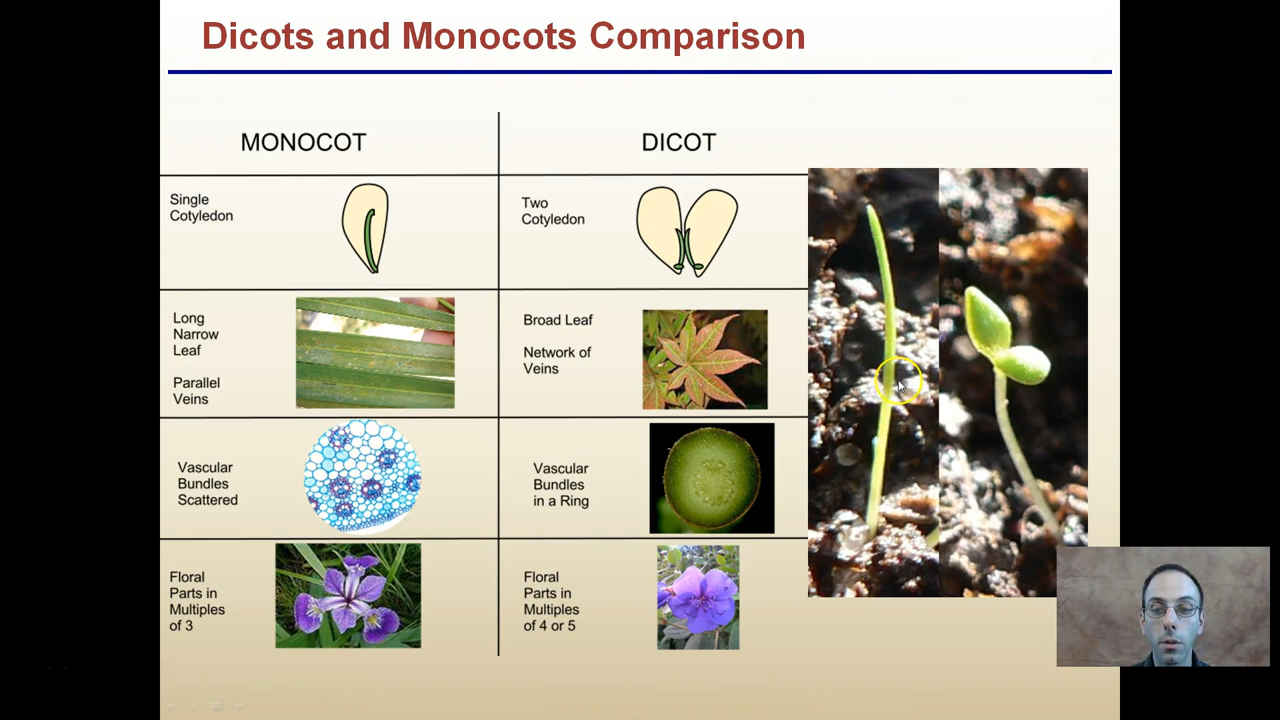 Dicots and Monocots Comparison
MONOCOT
DICOT
Single
Cotyledon
Two
Cotyledon
Long
Narrow
Leaf
Parallel
Veins
Broad Leaf
Network of
Veins
Vascular
Bundles
Scattered
Vascular
Bundles
in a Ring
Floral
Parts in
Multiples
of 3
Floral
Parts in
Multiples
of 4 or 5